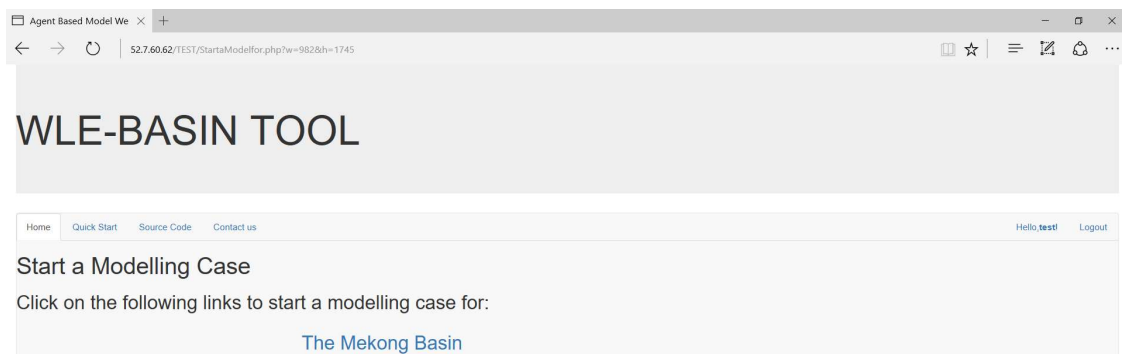 Agent Based Model We
52.7.60.62/TEST/StartaModelfor.php?w=982&h=1745
WLE-BASIN TOOL
Home Quick Start Source Code Contact us Hello,test! Logout
Start a Modelling Case
Click on the following links to start a modelling case for:
The Mekong Basin